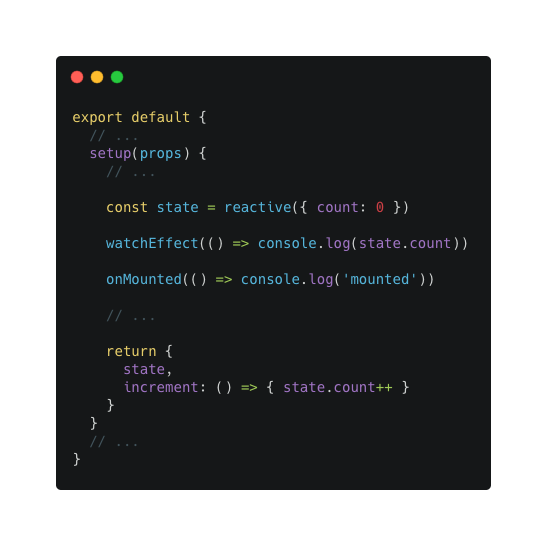 export default {
  // ...
  setup(props) {
    // ...

    const state = reactive({ count: 0 })

    watchEffect(() => console.log(state.count))

    onMounted(() => console.log('mounted'))

    // ...

    return {
      state,
      increment: () => { state.count++ }
    }
  }
  // ...
}